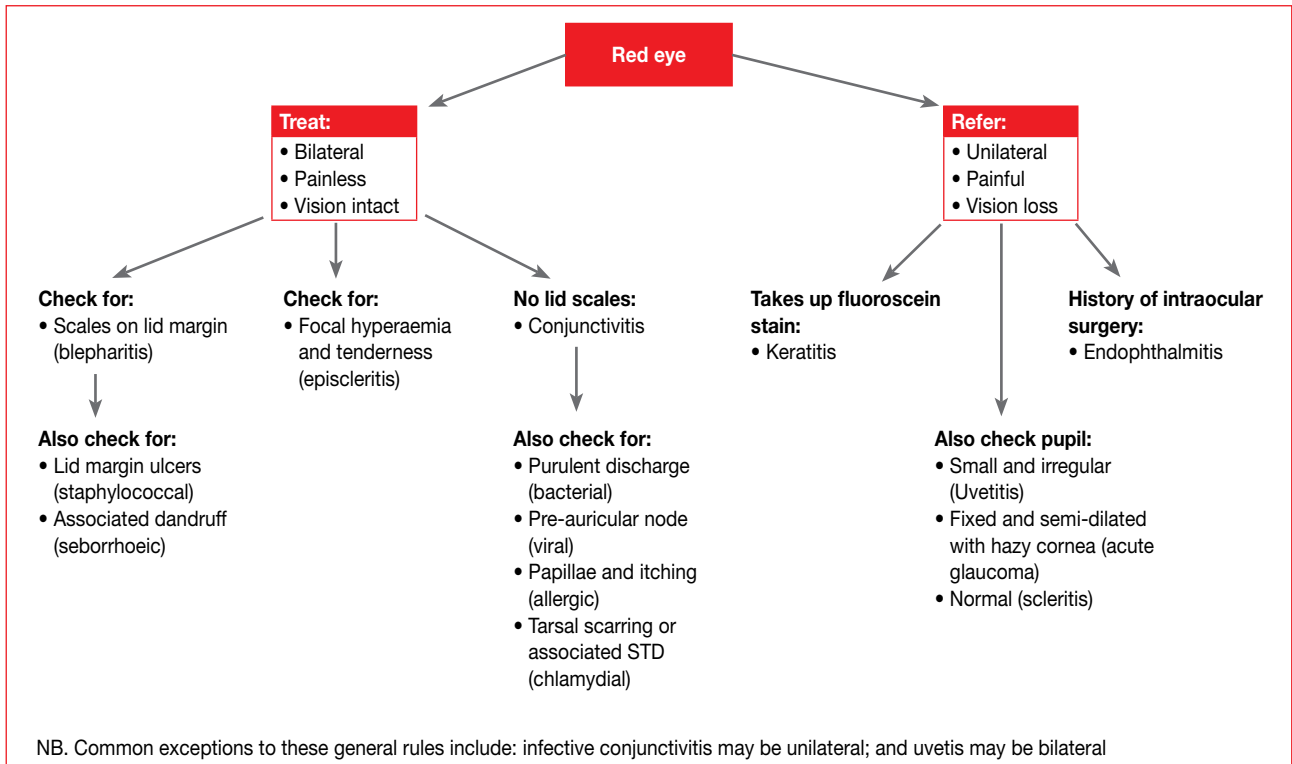 Red eye
Treat:
• Bilateral
• Painless
• Vision intact
Refer:
• Unilateral
• Painful
• Vision loss
Check for:
• Scales on lid margin
(blepharitis)
Also check for:
• Lid margin ulcers
(staphylococcal)
• Associated dandruff
(seborrhoeic)
Check for:
• Focal hyperaemia
and tenderness
(episcleritis)
No lid scales:
• Conjunctivitis
Also check for:
• Purulent discharge
(bacterial)
• Pre-auricular node
(viral)
• Papillae and itching
(allergic)
• Tarsal scarring or
associated STD
(chlamydial)
Takes up fluoroscein
stain:
• Keratitis
Also check pupil:
• Small and irregular
(Uvetitis)
• Fixed and semi-dilated
with hazy cornea (acute
glaucoma)
• Normal (scleritis)
History of intraocular
surgery:
• Endophthalmitis
NB. Common exceptions to these general rules include: infective conjunctivitis may be unilateral; and uvetis may be bilateral